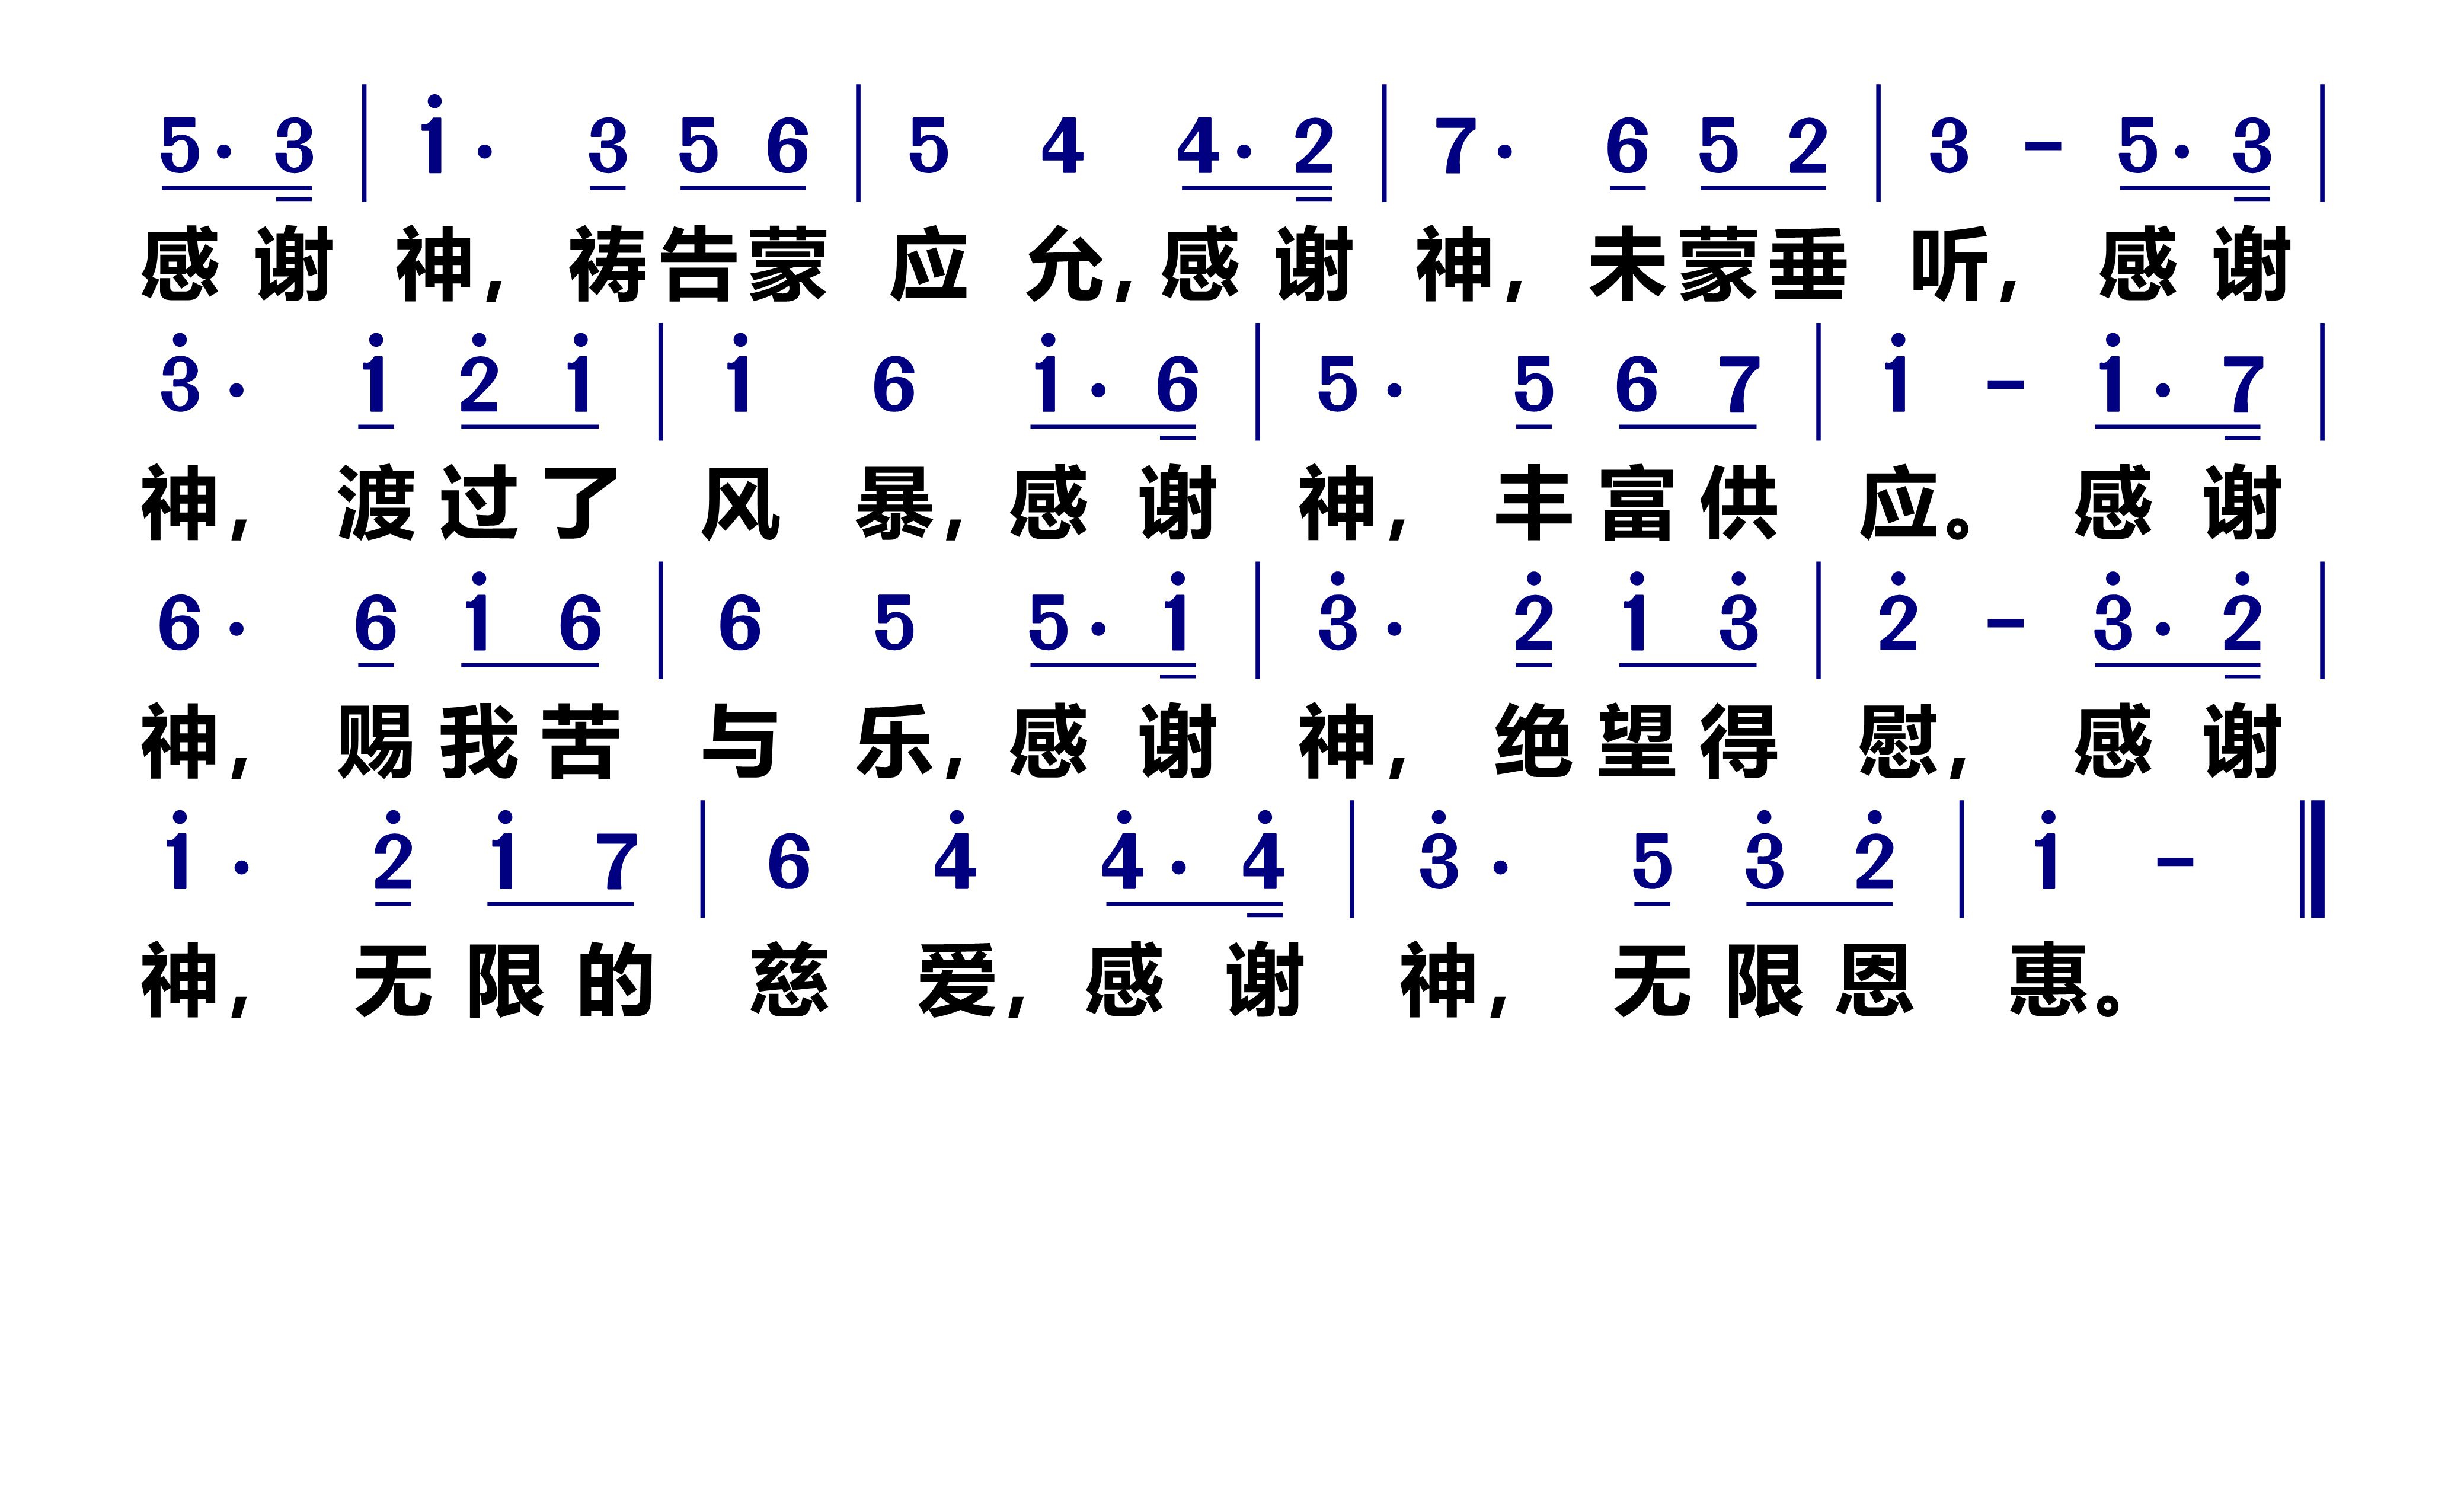 5· 3 | i · 3 5 6 | 5 4 4· 2 | 7· 6 5 2 | 3 - 5· 3 |
感 谢 神, 祷告蒙 应 允,感 谢 神, 未蒙垂 听, 感 谢
3̇ · i 2̇ i | i 6 i · 6 | 5 · 5 6 7 | i - i · 7 |
神, 渡过了 风 暴,感 谢 神, 丰富供 应。 感 谢
6 · 6 i 6 | 6 5 5 · i | 3̇ · 2̇ i 3̇ | 2̇ - 3̇ · 2̇ |
神, 赐我苦 与 乐,感 谢 神, 绝望得 慰, 感 谢
i · 2̇ i 7 | 6 4̇ 4̇ · 4̇ | 3̇ · 5 3̇ 2̇ | i - ‖
神, 无限的 慈 爱, 感 谢 神, 无限恩 惠。